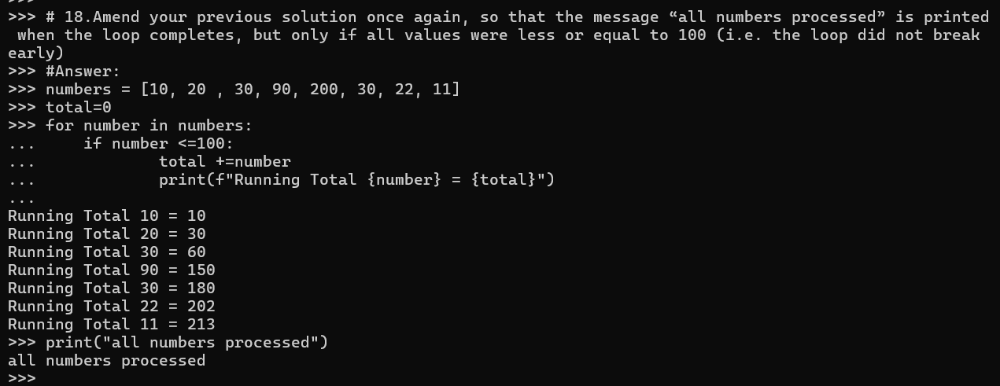 >>>
>>> # 18.Amend your previous solution once again, so that the message “all numbers processed” is printed
 when the loop completes, but only if all values were less or equal to 100 (i.e. the loop did not break
early)
>>> #Answer:
>>> numbers = [10, 20 , 30, 90, 200, 30, 22, 11]
>>> total=0
>>> for number in numbers:
...     if number <=100:
...             total +=number
...             print(f"Running Total {number} = {total}")
...
Running Total 10 = 10
Running Total 20 = 30
Running Total 30 = 60
Running Total 90 = 150
Running Total 30 = 180
Running Total 22 = 202
Running Total 11 = 213
>>> print("all numbers processed")
all numbers processed
>>>